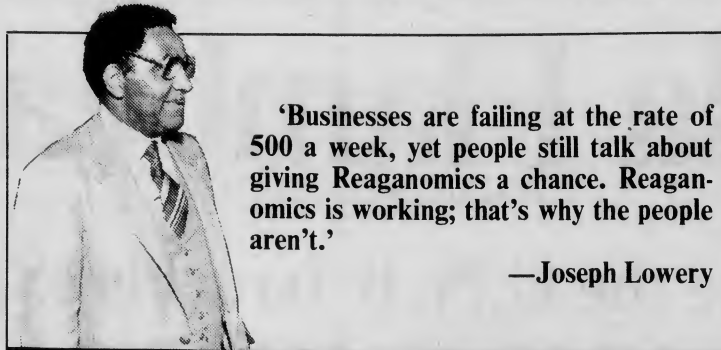 ‘Businesses are failing at the rate of
500 a week, yet people still talk about
giving Reaganomics a chance. Reagan-
omics is working; that’s why the people
aren’t.’
—Joseph Lowery